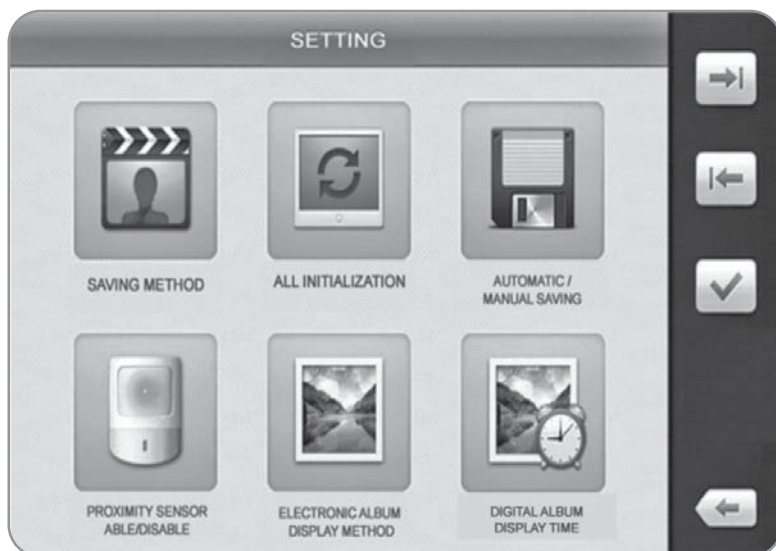 SETTING
SAVING METHOD
ALL INITIALIZATION
AUTOMATIC /
MANUAL SAVING
PROXIMITY SENSOR
ABLE/DISABLE
ELECTRONIC ALBUM
DISPLAY METHOD
DIGITAL ALBUM
DISPLAY TIME